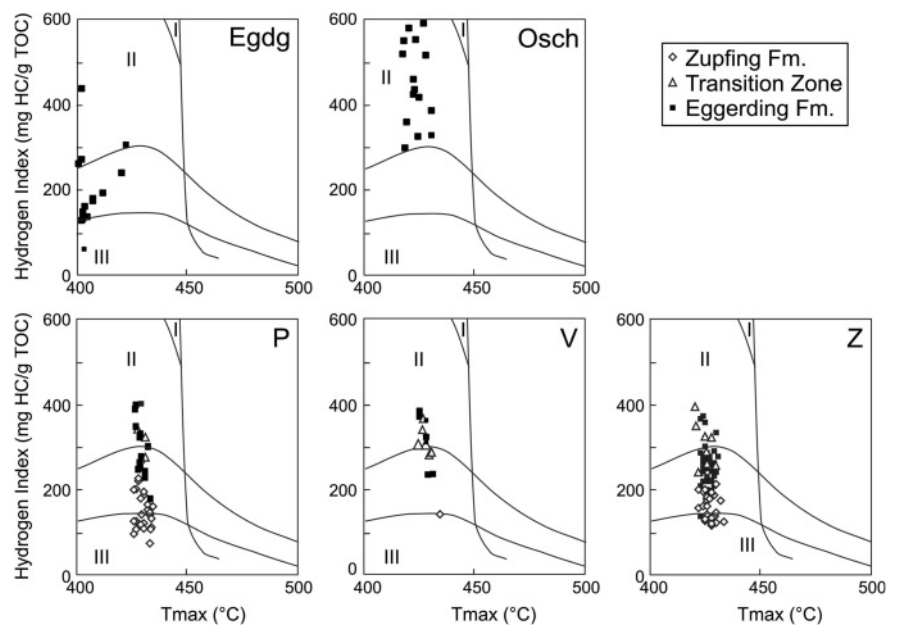 Egdg
Osch
Zupfing Fm.
Transition Zone
Eggerding Fm.
Hydrogen Index (mg HC/g TOC)
600
400
200
0
I
II
III
400
450
500
600
400
200
0
I
II
III
400
450
500
P
V
Z
Hydrogen Index (mg HC/g TOC)
600
400
200
0
I
II
III
400
450
500
Tmax (°C)
600
400
200
0
I
II
III
400
450
500
Tmax (°C)
600
400
200
0
I
II
III
400
450
500
Tmax (°C)